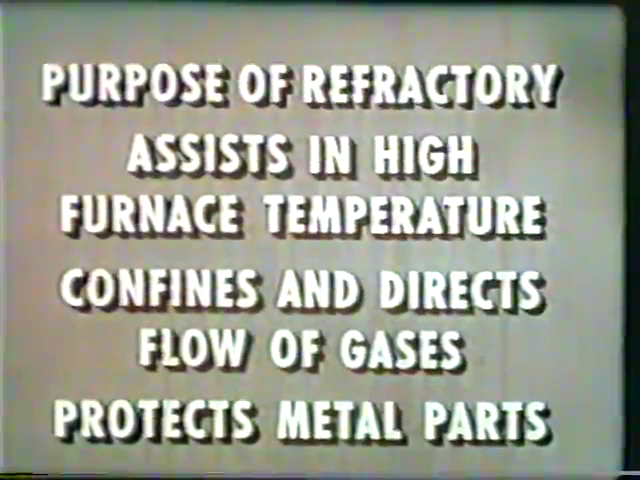 PURPOSE OF REFRACTORY
ASSISTS IN HIGH
FURNACE TEMPERATURE
CONFINES AND DIRECTS
FLOW OF GASES
PROTECTS METAL PARTS